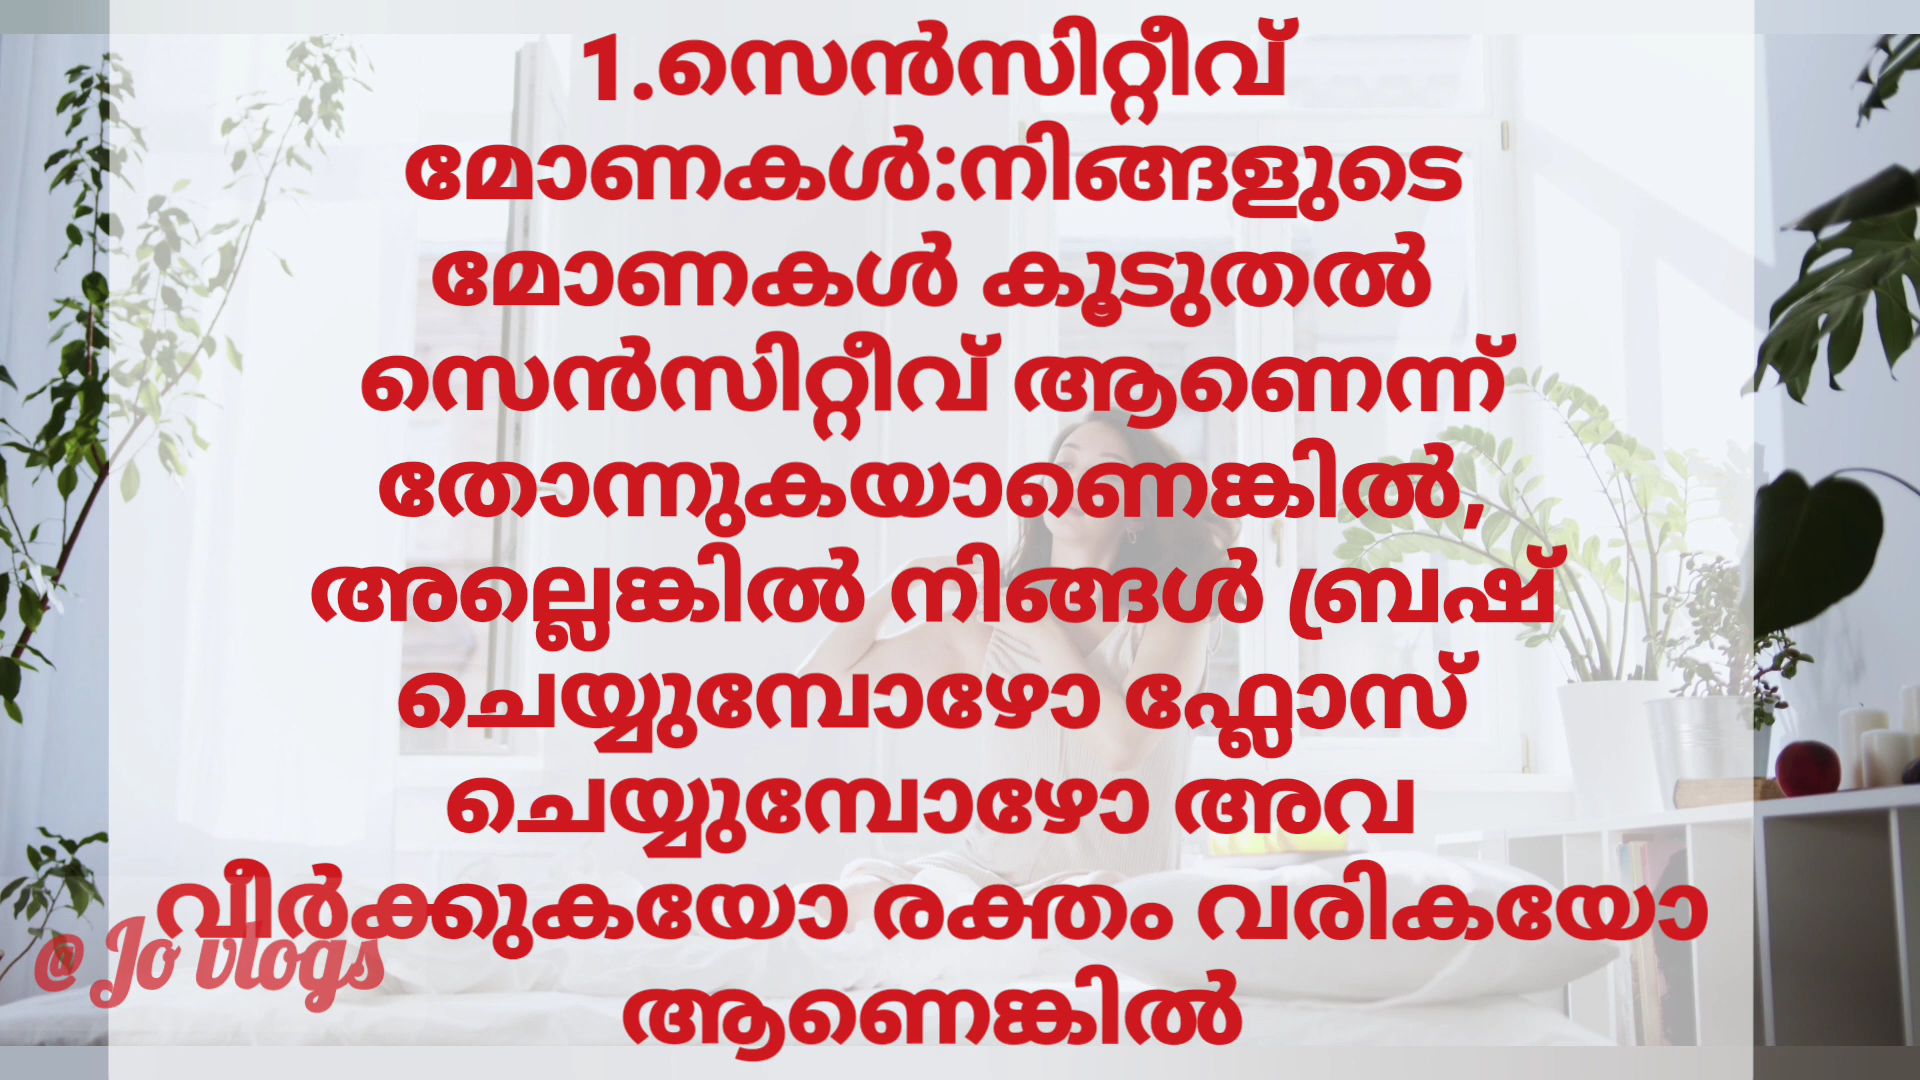 1.സെൻസിറ്റീവ്
മോണകൾ:നിങ്ങളുടെ
മോണകൾ കൂടുതൽ
സെൻസിറ്റീവ് ആണെന്ന്
തോന്നുകയാണെങ്കിൽ,
അല്ലെങ്കിൽ നിങ്ങൾ ബ്രഷ്
ചെയ്യുമ്പോഴോ ഫ്ലോസ്
ചെയ്യുമ്പോഴോ അവ
വീർക്കുകയോ രക്തം വരികയോ
@ Jo vlogs
ആണെങ്കിൽ